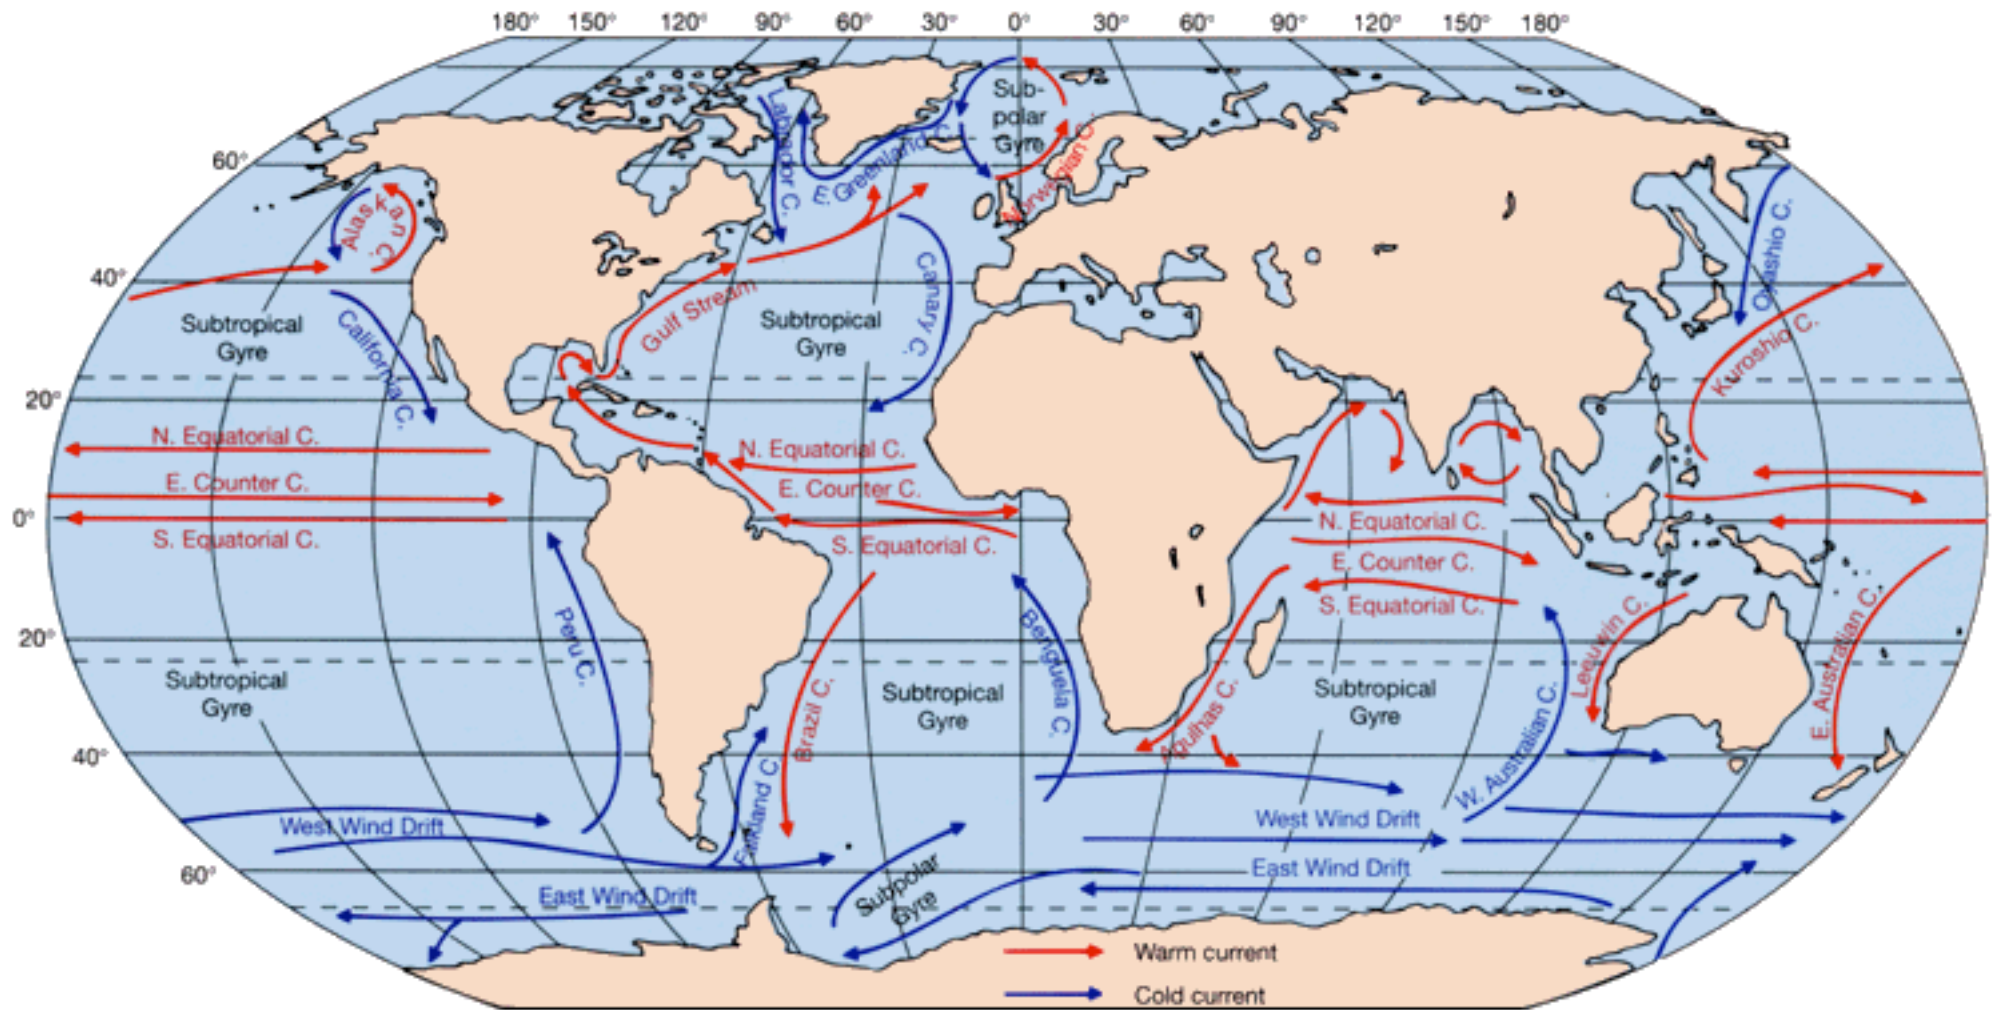 180° 150° 120° 90° 60° 30° 0° 30° 60° 90° 120° 150° 180°
Sub-
polar
Gyre
Labrador C.
E. Greenland C.
Norwegian C.
60°
Alaskan C.
Oyashio C.
40°
Canary C.
Gulf Stream
Subtropical
Gyre
Subtropical
Gyre
California C.
Kuroshio C.
20°
N. Equatorial C.
N. Equatorial C.
E. Counter C.
E. Counter C.
0°
S. Equatorial C.
S. Equatorial C.
N. Equatorial C.
E. Counter C.
S. Equatorial C.
Peru C.
Benguela C.
Leeuwin C.
E. Australian C.
20°
Subtropical
Gyre
Subtropical
Gyre
Subtropical
Gyre
Brazil C.
Agulhas C.
W. Australian C.
40°
Falkland C.
West Wind Drift
West Wind Drift
60°
East Wind Drift
East Wind Drift
Subpolar
Gyre
Warm current
Cold current